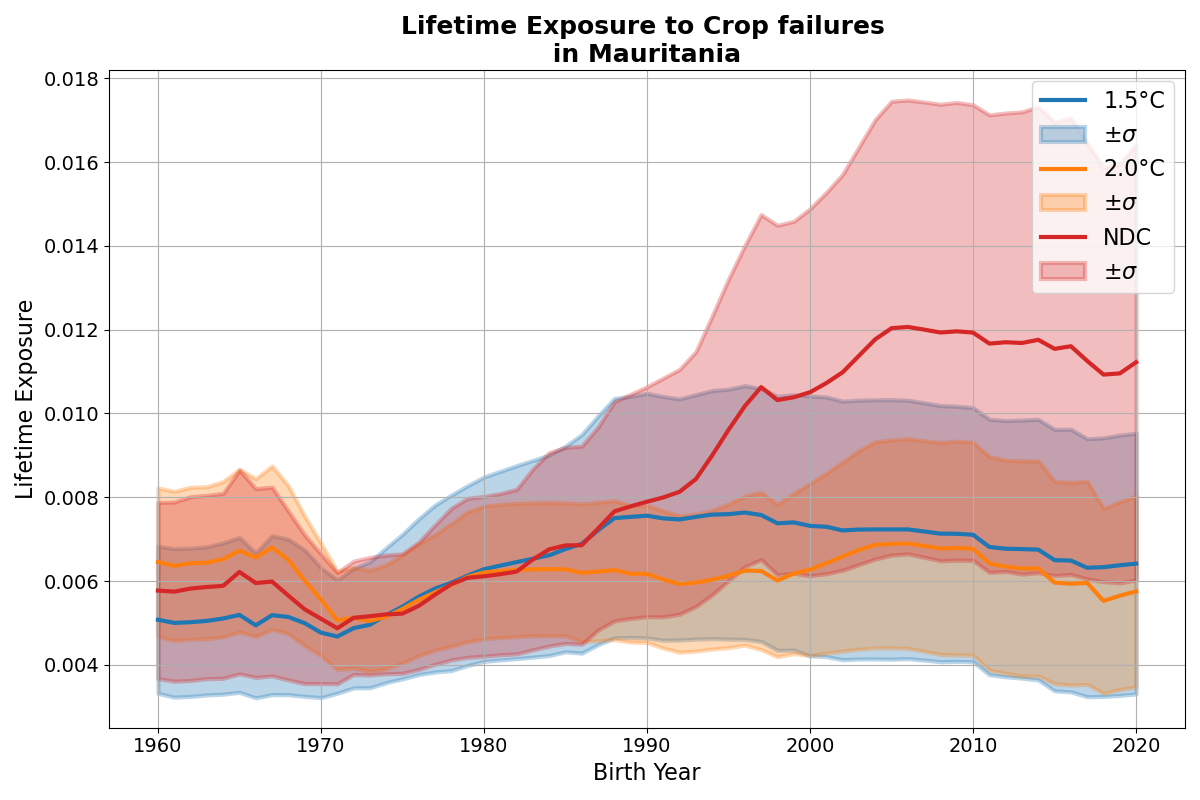 Lifetime Exposure to Crop failures
in Mauritania
Lifetime Exposure
0.018
0.016
0.014
0.012
0.010
0.008
0.006
0.004
1960
1970
1980
1990
2000
2010
2020
Birth Year
1.5°C
±σ
2.0°C
±σ
NDC
±σ